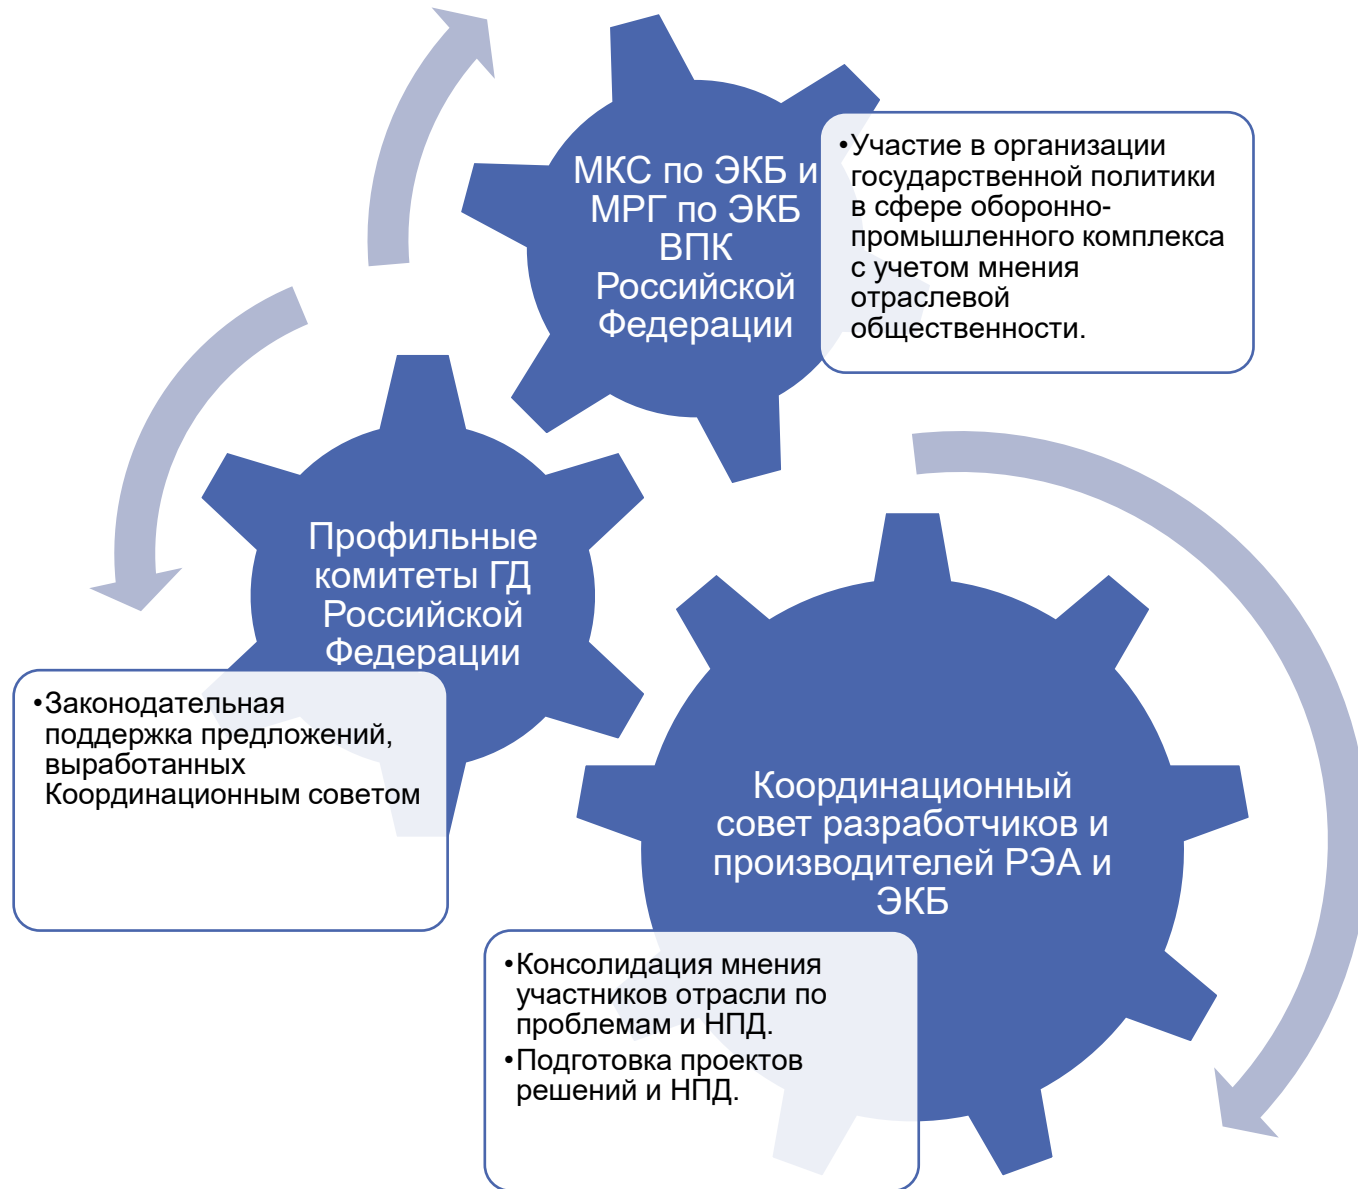 МКС по ЭКБ и
МРГ по ЭКБ
ВПК
Российской
Федерации
•Участие в организации
государственной политики
в сфере оборонно-
промышленного комплекса
с учетом мнения
отраслевой
общественности.
Профильные
комитеты ГД
Российской
Федерации
•Законодательная
поддержка предложений,
выработанных
Координационным советом
Координационный
совет разработчиков и
производителей РЭА и
ЭКБ
•Консолидация мнения
участников отрасли по
проблемам и НПД.
•Подготовка проектов
решений и НПД.